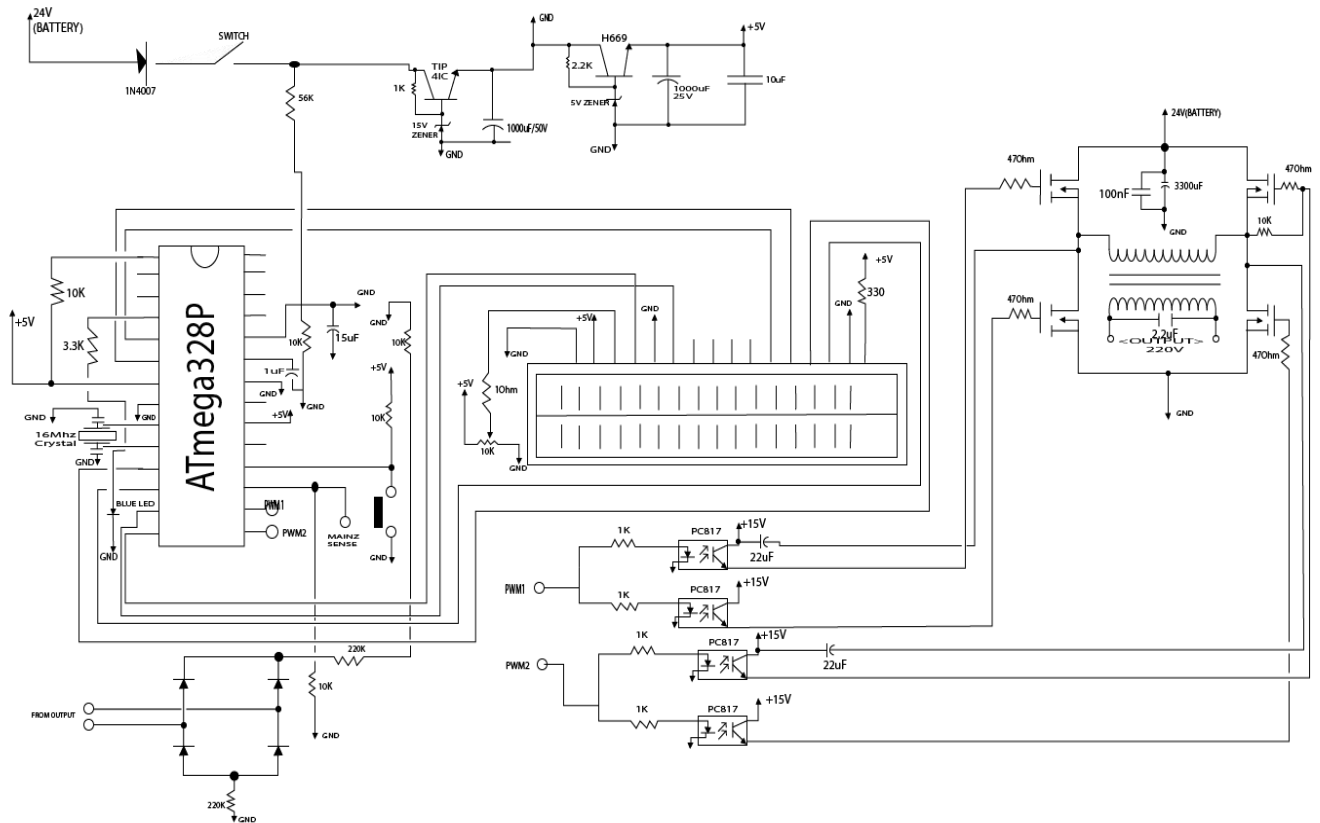 24V
(BATTERY)
SWITCH
1N4007
56K
TIP
4IC
1K
15V
ZENER
1000uF/50V
GND
GND
H669
2.2K
5V ZENER
1000uF
25V
+5V
10uF
GND
24V(BATTERY)
47Ohm
47Ohm
100nF
3300uF
GND
10K
47Ohm
2.2uF
<OUTPUT>
220V
47Ohm
GND
ATmega328P
10K
+5V
3.3K
GND
16Mhz
Crystal
GND
GND
BLUE LED
GND
10K
15uF
GND
1uF
GND
+5V
GND
GND
10K
+5V
10K
PWM1
PWM2
MAINZ
SENSE
GND
+5V
GND
GND
+5V
330
GND
+5V
1Ohm
10K
GND
PWM1
1K
PC817
+15V
22uF
1K
PC817
+15V
PWM2
1K
PC817
+15V
22uF
1K
PC817
+15V
220K
10K
GND
FROM OUTPUT
220K
GND